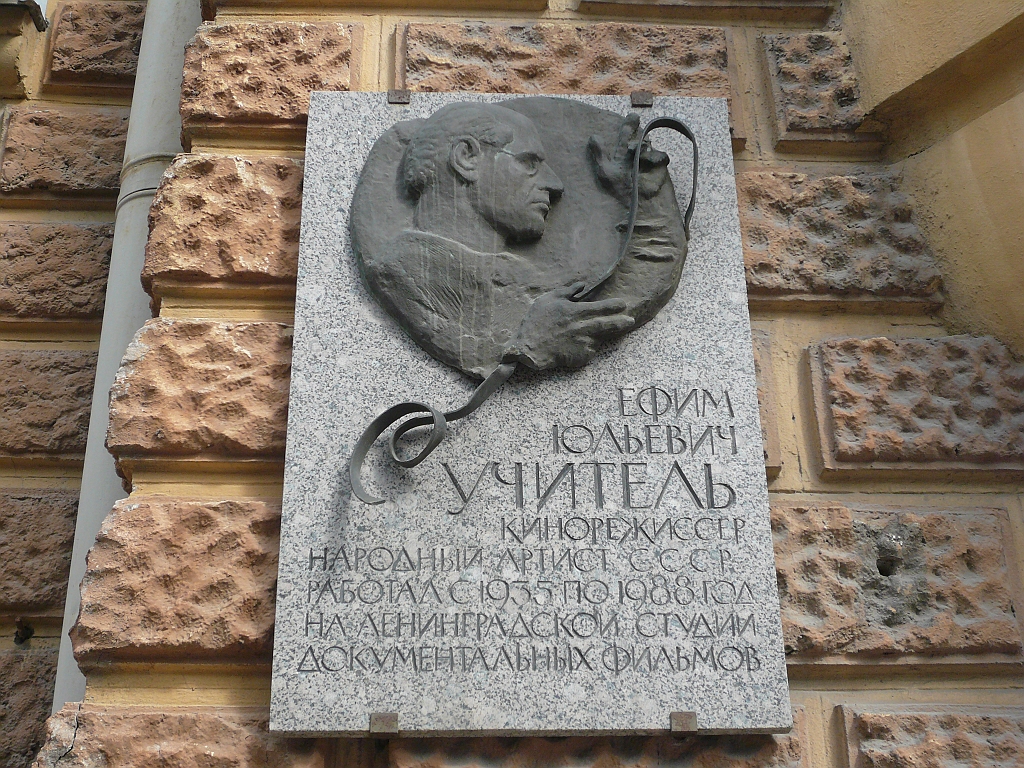 ЕФИМ
ЮЛЬЕВИЧ
УЧИТЕЛЬ
КИНОРЕЖИССЕР
НАРОДНЫЙ АРТИСТ СССР
РАБОТАЛ С 1935 ПО 1988 ГОД
НА ЛЕНИНГРАДСКОЙ СТУДИИ
ДОКУМЕНТАЛЬНЫХ ФИЛЬМОВ